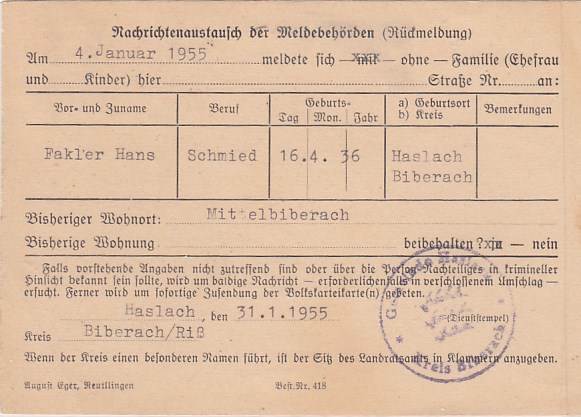 Nachrichtenaustausch der Meldebehörden (Rückmeldung)
Am 4. Januar 1955 meldete sich — mit — ohne — Familie (Ehefrau
und Kinder) hier Straße Nr. an:
Vor- und Zuname Beruf Geburts- a) Geburtsort Bemerkungen
Tag Mon. Jahr b) Kreis
Fakler Hans Schmied 16.4. 36 Haslach
Biberach
Bisheriger Wohnort: Mittelbiberach
Bisherige Wohnung beibehalten? ja — nein
Falls vorstehende Angaben nicht zutreffend sind oder über die Person Nachteiliges in krimineller
Hinsicht bekannt sein sollte, wird um baldige Nachricht — erforderlichenfalls in verschlossenem Umschlag —
ersucht. Ferner wird um sofortige Zusendung der Volkskarteikarte(n) gebeten.
Haslach, den 31.1.1955 (Dienststempel)
Kreis Biberach/Riß
Gemeinde Haslach
* Kreis Biberach *
Wenn der Kreis einen besonderen Namen führt, ist der Sitz des Landratsamts in Klammern anzugeben.
August Eger, Reutlingen Best.Nr. 418